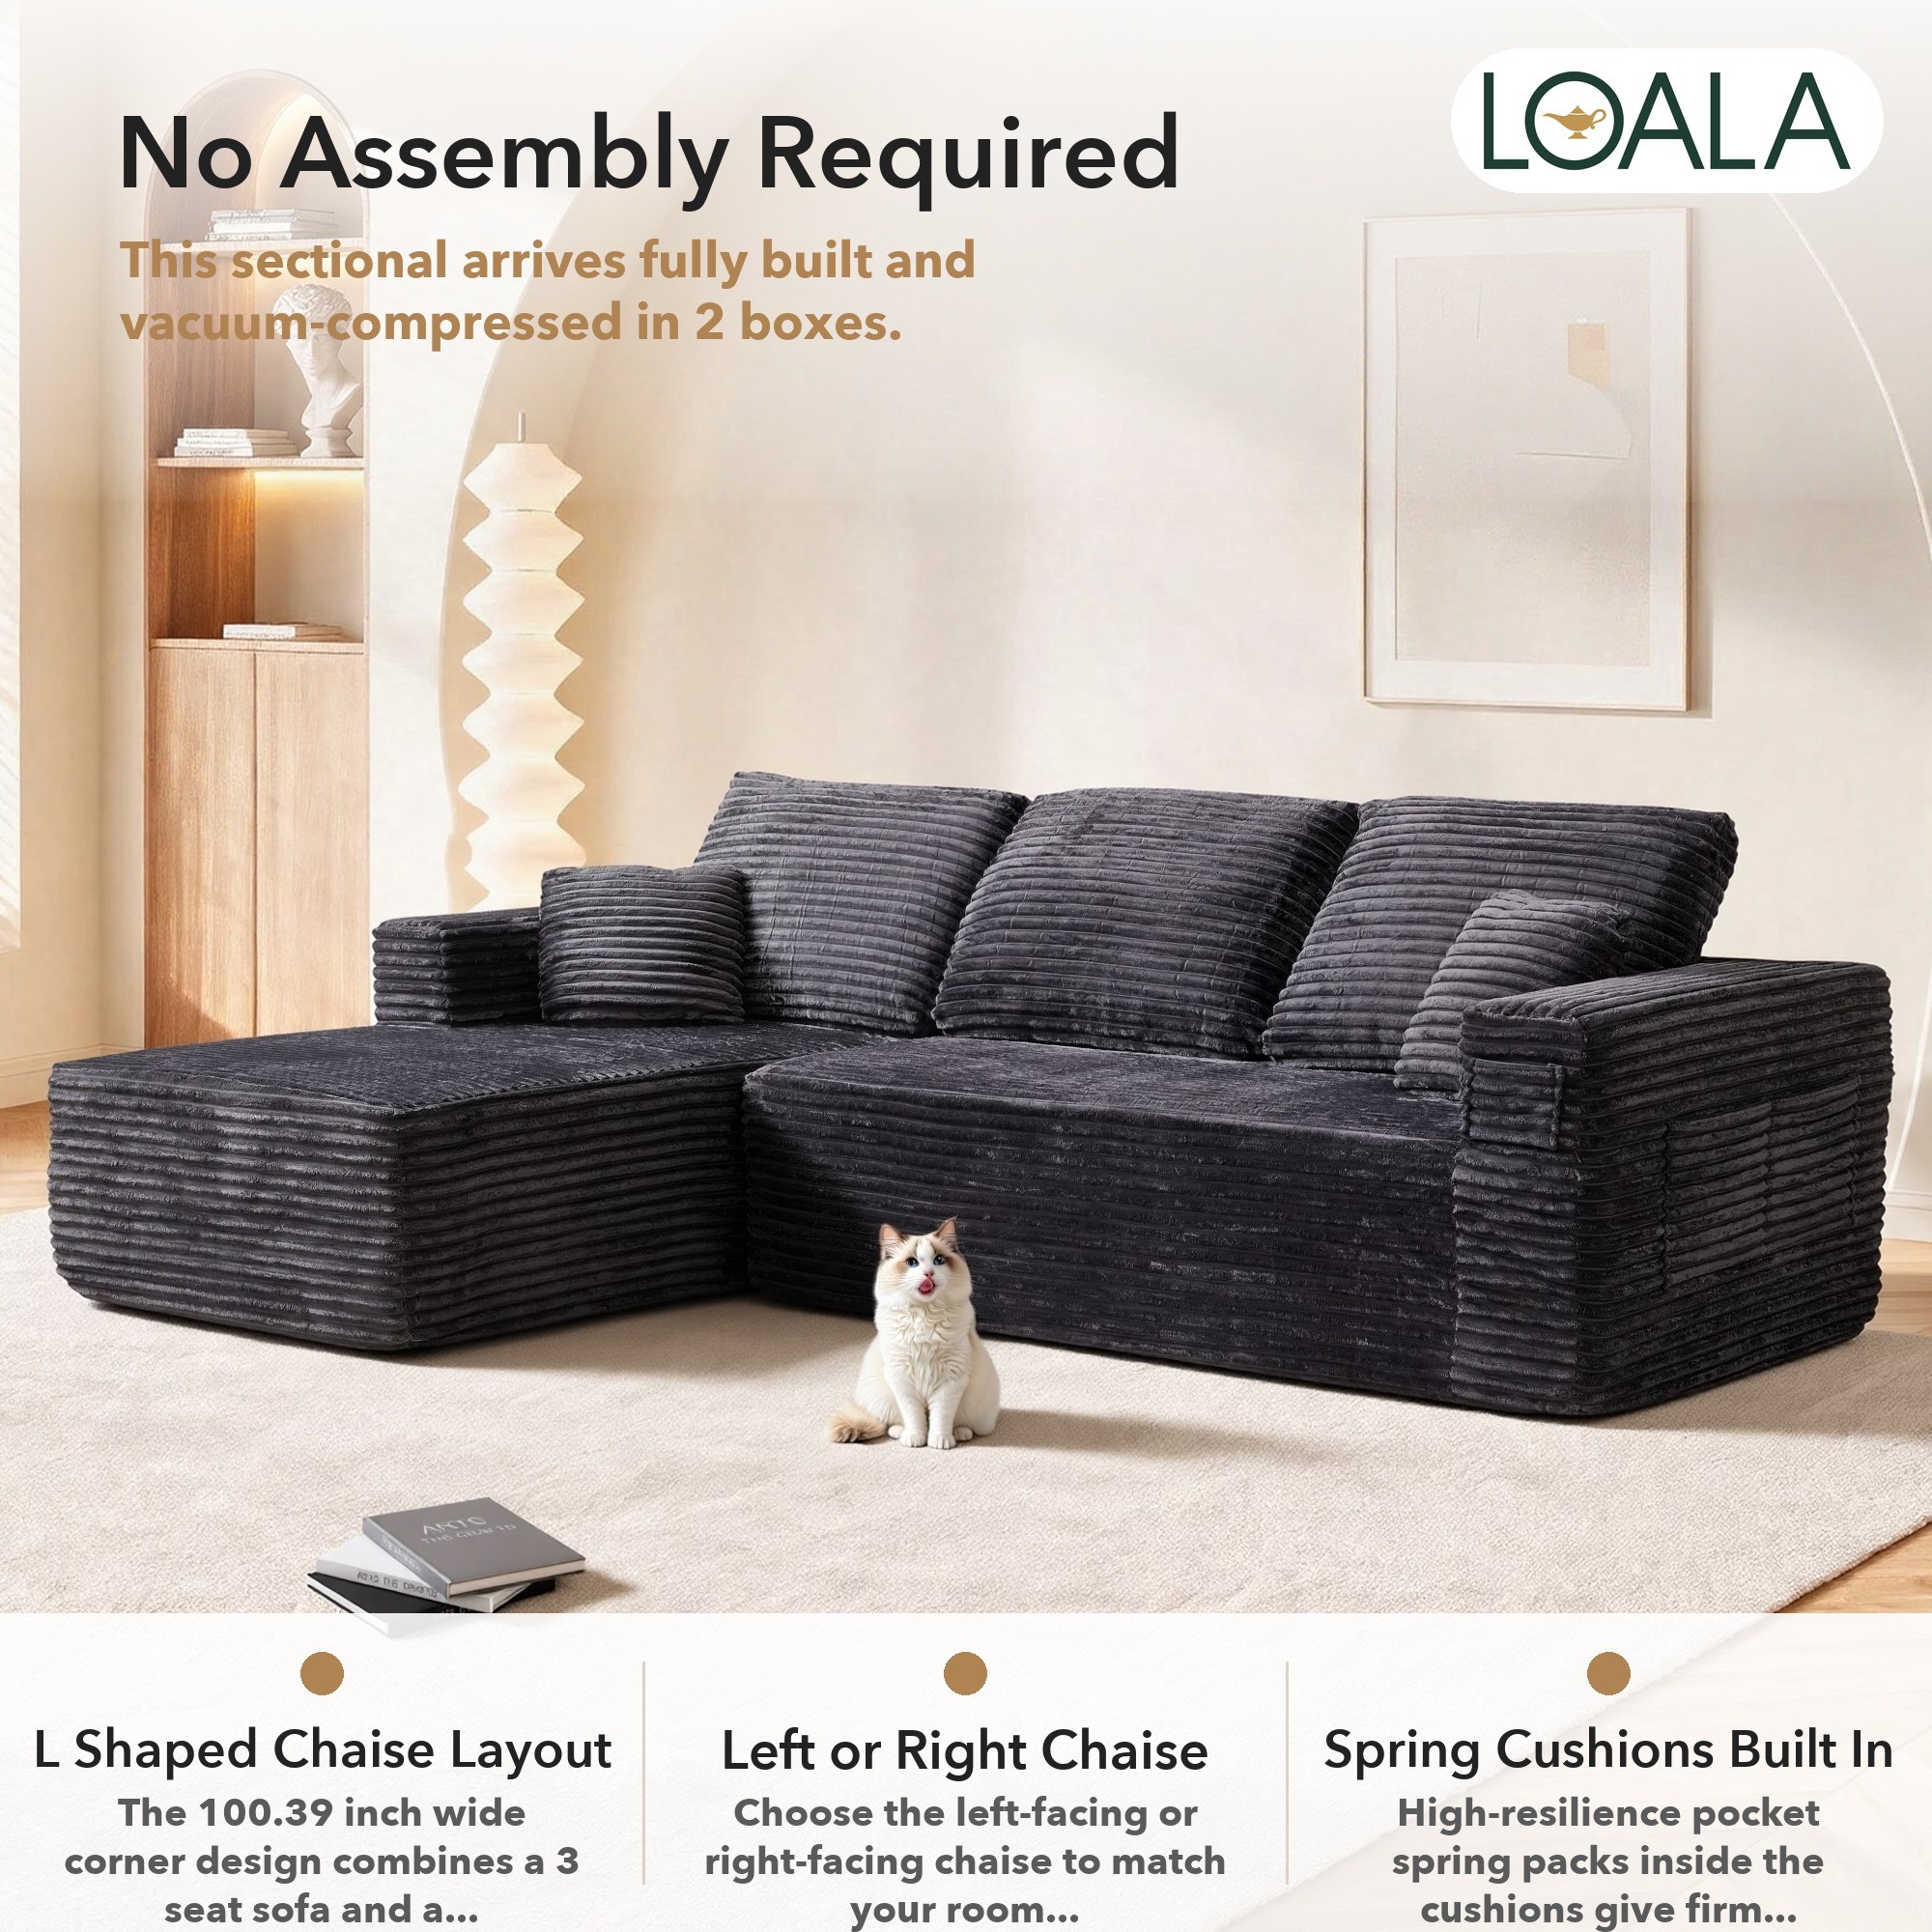 LOALA
No Assembly Required
This sectional arrives fully built and
vacuum-compressed in 2 boxes.
L Shaped Chaise Layout
The 100.39 inch wide
corner design combines a 3
seat sofa and a...
Left or Right Chaise
Choose the left-facing or
right-facing chaise to match
your room...
Spring Cushions Built In
High-resilience pocket
spring packs inside the
cushions give firm...